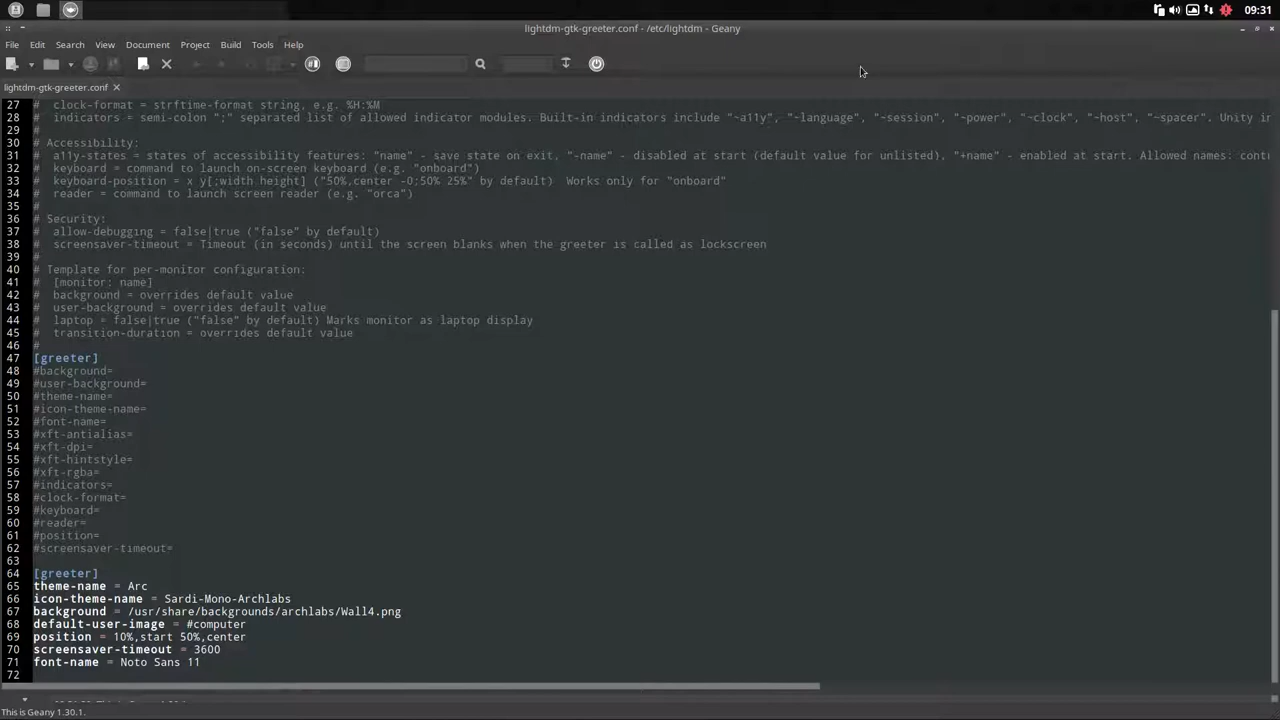 09:31
lightdm-gtk-greeter.conf - /etc/lightdm - Geany
File Edit Search View Document Project Build Tools Help
lightdm-gtk-greeter.conf
27 #  clock-format = strftime-format string, e.g. %H:%M
28 #  indicators = semi-colon ";" separated list of allowed indicator modules. Built-in indicators include "~a11y", "~language", "~session", "~power", "~clock", "~host", "~spacer". Unity in
29 #
30 # Accessibility:
31 #  a11y-states = states of accessibility features: "name" - save state on exit, "-name" - disabled at start (default value for unlisted), "+name" - enabled at start. Allowed names: contr
32 #  keyboard = command to launch on-screen keyboard (e.g. "onboard")
33 #  keyboard-position = x y[;width height] ("50%,center -0;50% 25%" by default)  Works only for "onboard"
34 #  reader = command to launch screen reader (e.g. "orca")
35 #
36 # Security:
37 #  allow-debugging = false|true ("false" by default)
38 #  screensaver-timeout = Timeout (in seconds) until the screen blanks when the greeter is called as lockscreen
39 #
40 # Template for per-monitor configuration:
41 #  [monitor: name]
42 #  background = overrides default value
43 #  user-background = overrides default value
44 #  laptop = false|true ("false" by default) Marks monitor as laptop display
45 #  transition-duration = overrides default value
46 #
47 [greeter]
48 #background=
49 #user-background=
50 #theme-name=
51 #icon-theme-name=
52 #font-name=
53 #xft-antialias=
54 #xft-dpi=
55 #xft-hintstyle=
56 #xft-rgba=
57 #indicators=
58 #clock-format=
59 #keyboard=
60 #reader=
61 #position=
62 #screensaver-timeout=
63
64 [greeter]
65 theme-name = Arc
66 icon-theme-name = Sardi-Mono-Archlabs
67 background = /usr/share/backgrounds/archlabs/Wall4.png
68 default-user-image = #computer
69 position = 10%,start 50%,center
70 screensaver-timeout = 3600
71 font-name = Noto Sans 11
72
This is Geany 1.30.1.